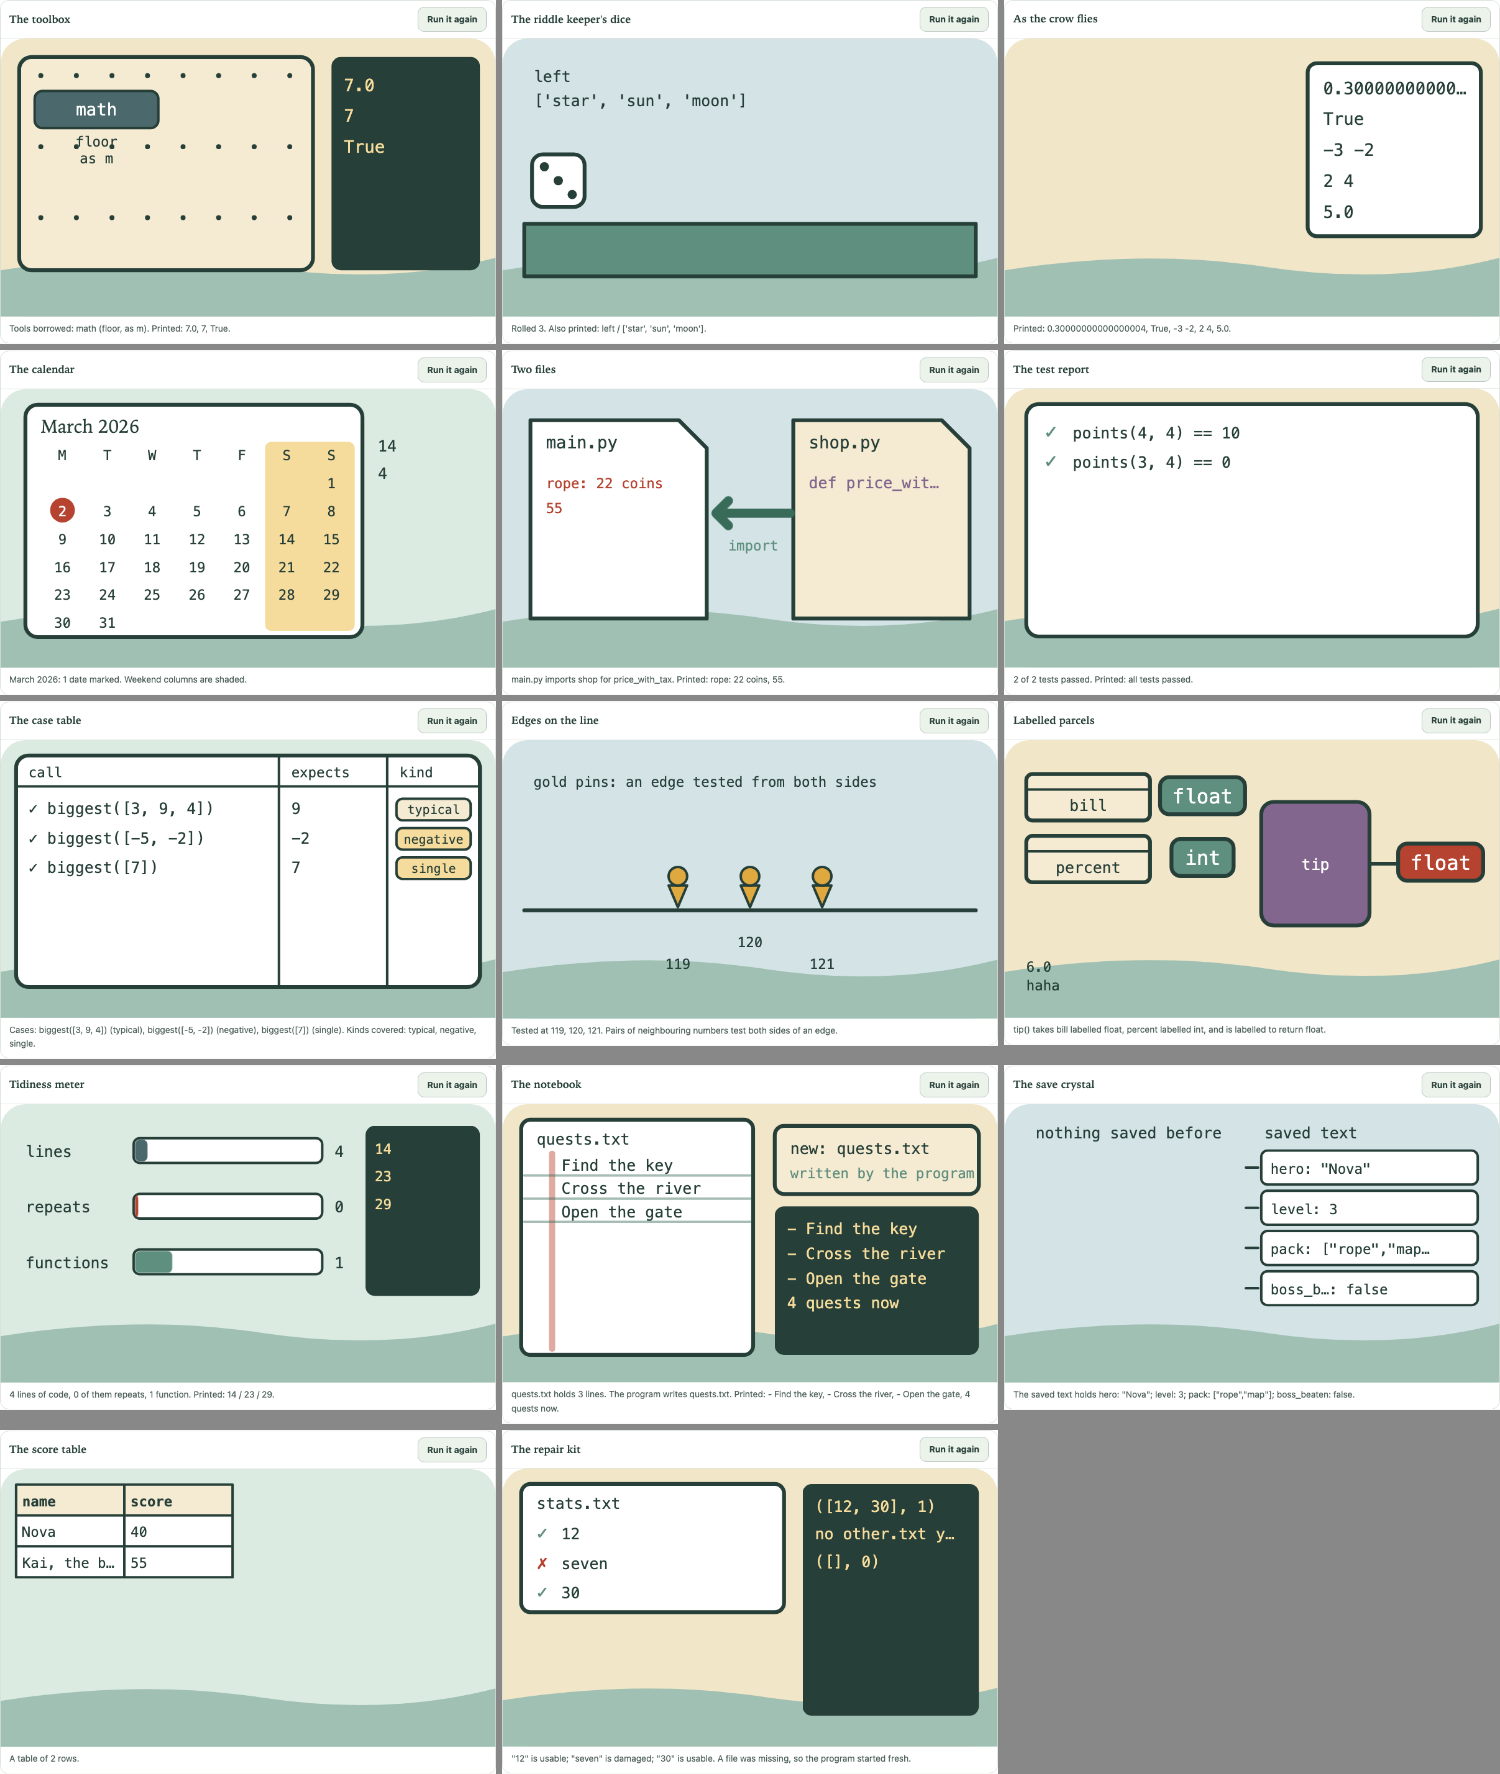 The toolbox
Run it again
math
floor
as m
7.0
7
True
Tools borrowed: math (floor, as m). Printed: 7.0, 7, True.
The riddle keeper's dice
Run it again
left
['star', 'sun', 'moon']
Rolled 3. Also printed: left / ['star', 'sun', 'moon'].
As the crow flies
Run it again
0.30000000000…
True
−3 −2
2 4
5.0
Printed: 0.30000000000000004, True, -3 -2, 2 4, 5.0.
The calendar
Run it again
March 2026
M T W T F S S
1
2 3 4 5 6 7 8
9 10 11 12 13 14 15
16 17 18 19 20 21 22
23 24 25 26 27 28 29
30 31
14
4
March 2026: 1 date marked. Weekend columns are shaded.
Two files
Run it again
main.py
rope: 22 coins
55
import
shop.py
def price_wit…
main.py imports shop for price_with_tax. Printed: rope: 22 coins, 55.
The test report
Run it again
✓ points(4, 4) == 10
✓ points(3, 4) == 0
2 of 2 tests passed. Printed: all tests passed.
The case table
Run it again
call expects kind
✓ biggest([3, 9, 4]) 9 typical
✓ biggest([−5, −2]) −2 negative
✓ biggest([7]) 7 single
Cases: biggest([3, 9, 4]) (typical), biggest([-5, -2]) (negative), biggest([7]) (single). Kinds covered: typical, negative,
single.
Edges on the line
Run it again
gold pins: an edge tested from both sides
120
119 121
Tested at 119, 120, 121. Pairs of neighbouring numbers test both sides of an edge.
Labelled parcels
Run it again
bill float
percent int
tip
float
6.0
haha
tip() takes bill labelled float, percent labelled int, and is labelled to return float.
Tidiness meter
Run it again
lines 4
repeats 0
functions 1
14
23
29
4 lines of code, 0 of them repeats, 1 function. Printed: 14 / 23 / 29.
The notebook
Run it again
quests.txt
Find the key
Cross the river
Open the gate
new: quests.txt
written by the program
– Find the key
– Cross the river
– Open the gate
4 quests now
quests.txt holds 3 lines. The program writes quests.txt. Printed: - Find the key, - Cross the river, - Open the gate, 4
quests now.
The save crystal
Run it again
nothing saved before
saved text
hero: "Nova"
level: 3
pack: ["rope","map…
boss_b…: false
The saved text holds hero: "Nova"; level: 3; pack: ["rope","map"]; boss_beaten: false.
The score table
Run it again
name score
Nova 40
Kai, the b… 55
A table of 2 rows.
The repair kit
Run it again
stats.txt
✓ 12
✗ seven
✓ 30
([12, 30], 1)
no other.txt y…
([], 0)
"12" is usable; "seven" is damaged; "30" is usable. A file was missing, so the program started fresh.